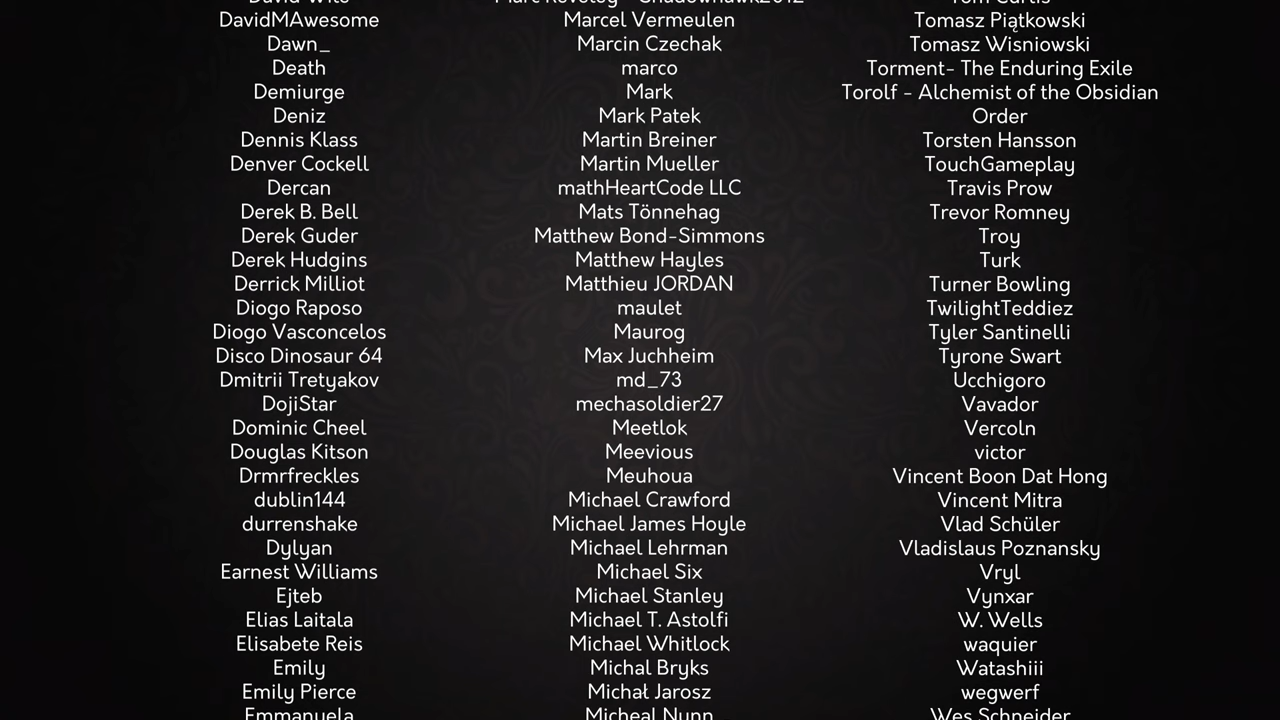 DavidMAwesome
Dawn_
Death
Demiurge
Deniz
Dennis Klass
Denver Cockell
Dercan
Derek B. Bell
Derek Guder
Derek Hudgins
Derrick Milliot
Diogo Raposo
Diogo Vasconcelos
Disco Dinosaur 64
Dmitrii Tretyakov
DojiStar
Dominic Cheel
Douglas Kitson
Drmrfreckles
dublin144
durrenshake
Dylyan
Earnest Williams
Ejteb
Elias Laitala
Elisabete Reis
Emily
Emily Pierce
Emmanuela
Marcel Vermeulen
Marcin Czechak
marco
Mark
Mark Patek
Martin Breiner
Martin Mueller
mathHeartCode LLC
Mats Tönnehag
Matthew Bond-Simmons
Matthew Hayles
Matthieu JORDAN
maulet
Maurog
Max Juchheim
md_73
mechasoldier27
Meetlok
Meevious
Meuhoua
Michael Crawford
Michael James Hoyle
Michael Lehrman
Michael Six
Michael Stanley
Michael T. Astolfi
Michael Whitlock
Michal Bryks
Michał Jarosz
Micheal Nunn
Tom Curtis
Tomasz Piątkowski
Tomasz Wisniowski
Torment- The Enduring Exile
Torolf - Alchemist of the Obsidian
Order
Torsten Hansson
TouchGameplay
Travis Prow
Trevor Romney
Troy
Turk
Turner Bowling
TwilightTeddiez
Tyler Santinelli
Tyrone Swart
Ucchigoro
Vavador
Vercoln
victor
Vincent Boon Dat Hong
Vincent Mitra
Vlad Schüler
Vladislaus Poznansky
Vryl
Vynxar
W. Wells
waquier
Watashiii
wegwerf
Wes Schneider